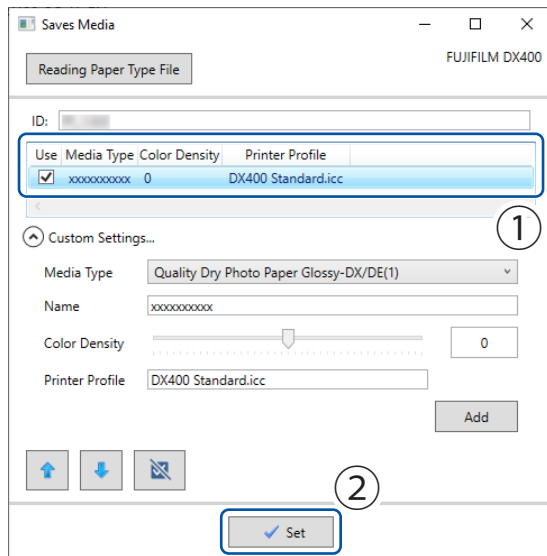 Saves Media
Reading Paper Type File
FUJIFILM DX400
ID:
Use Media Type Color Density Printer Profile
xxxxxxxxxx 0 DX400 Standard.icc
1
Custom Settings...
Media Type Quality Dry Photo Paper Glossy-DX/DE(1)
Name xxxxxxxxxx
Color Density 0
Printer Profile DX400 Standard.icc
Add
2
Set